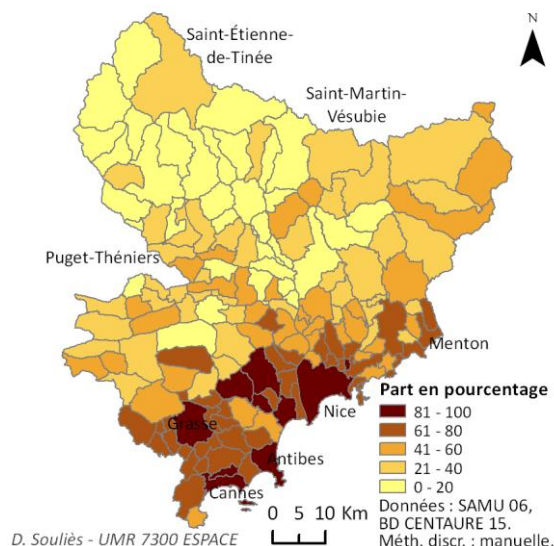 Saint-Étienne-
de-Tinée
N
Saint-Martin-
Vésubie
Puget-Théniers
Menton
Part en pourcentage
81 - 100
61 - 80
41 - 60
21 - 40
0 - 20
Nice
Grasse
Antibes
Cannes
0 5 10 Km
Données : SAMU 06,
BD CENTAURE 15.
Méth. discr. : manuelle.
D. Souliès - UMR 7300 ESPACE